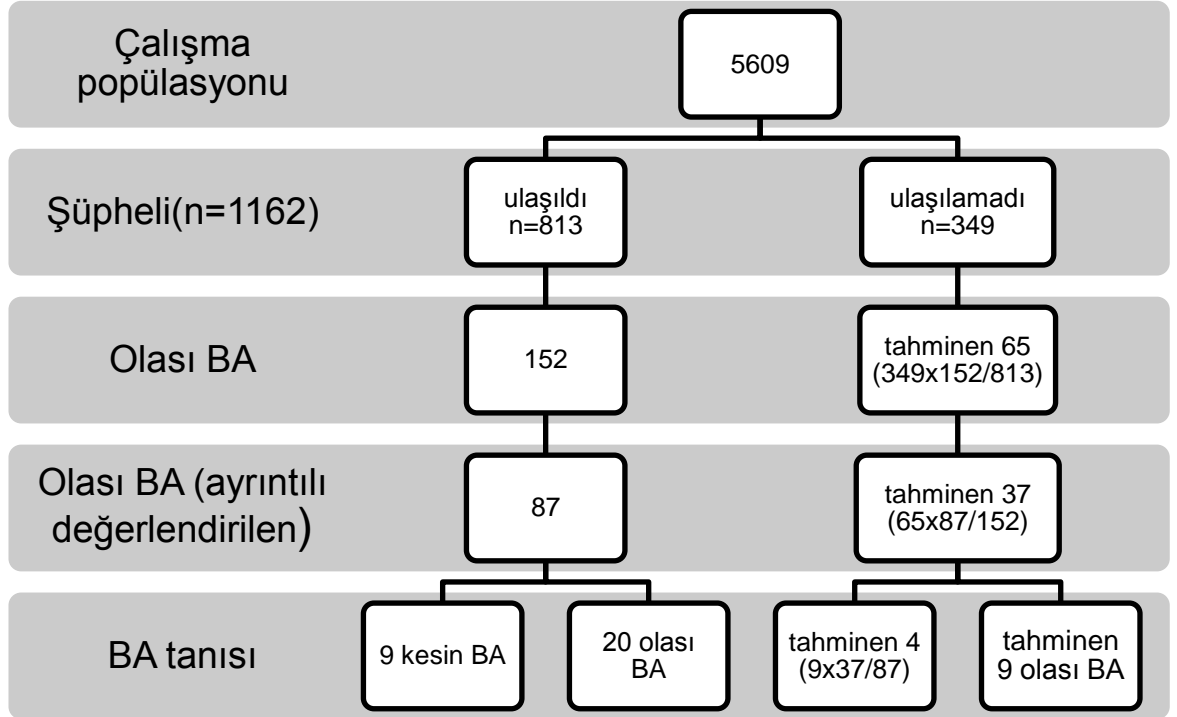 Çalışma
popülasyonu
5609
Şüpheli(n=1162)
ulaşıldı
n=813
ulaşılamadı
n=349
Olası BA
152
tahminen 65
(349x152/813)
Olası BA (ayrıntılı
değerlendirilen)
87
tahminen 37
(65x87/152)
BA tanısı
9 kesin BA
20 olası
BA
tahminen 4
(9x37/87)
tahminen
9 olası BA